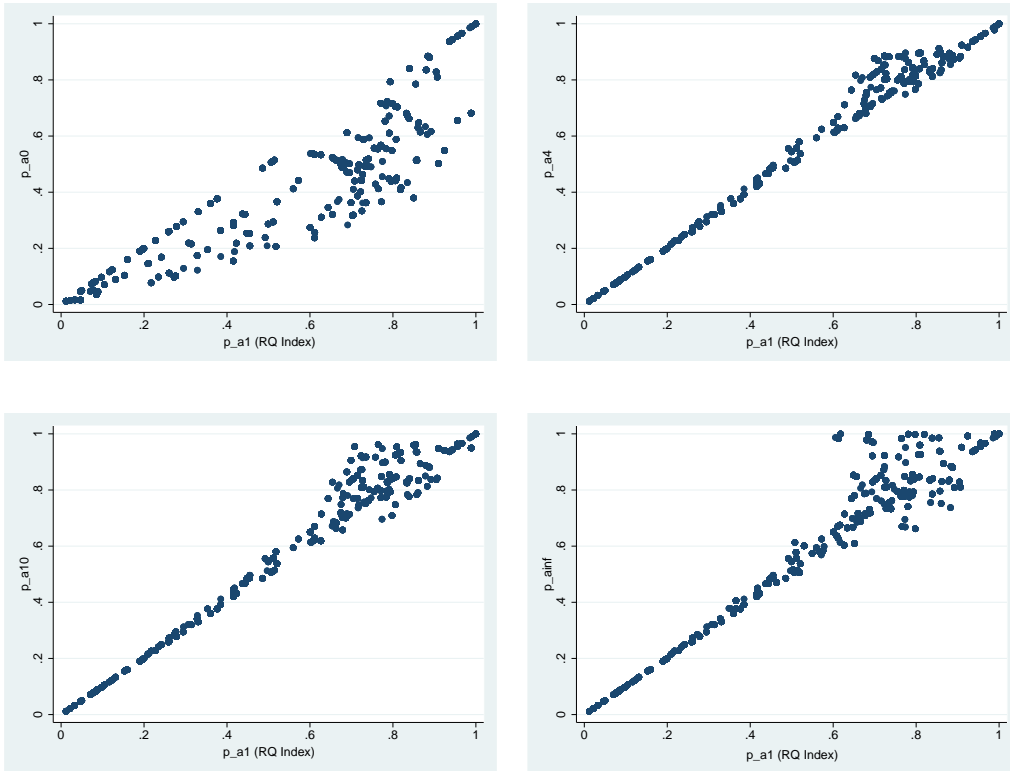 p_a0
1
.8
.6
.4
.2
0
0 .2 .4 .6 .8 1
p_a1 (RQ Index)
p_a4
1
.8
.6
.4
.2
0
0 .2 .4 .6 .8 1
p_a1 (RQ Index)
p_a10
1
.8
.6
.4
.2
0
0 .2 .4 .6 .8 1
p_a1 (RQ Index)
p_ainf
1
.8
.6
.4
.2
0
0 .2 .4 .6 .8 1
p_a1 (RQ Index)